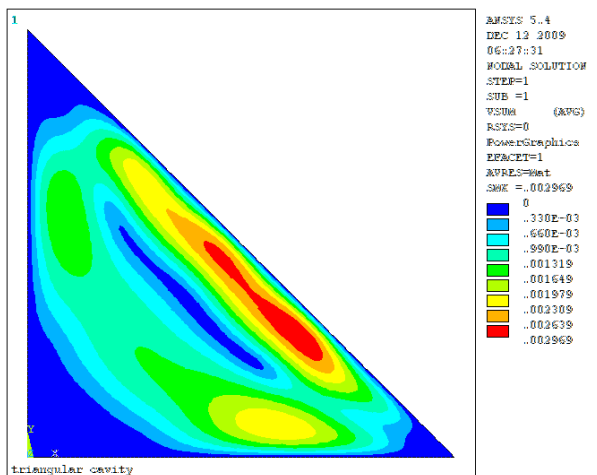 1
ANSYS 5.4
DEC 12 2009
06:27:31
NODAL SOLUTION
STEP=1
SUB =1
VSUM (AVG)
RSYS=0
PowerGraphics
EFACET=1
AVRES=Mat
SMX =.002969
0
.330E-03
.660E-03
.990E-03
.001319
.001649
.001979
.002309
.002639
.002969
Y
X
triangular cavity